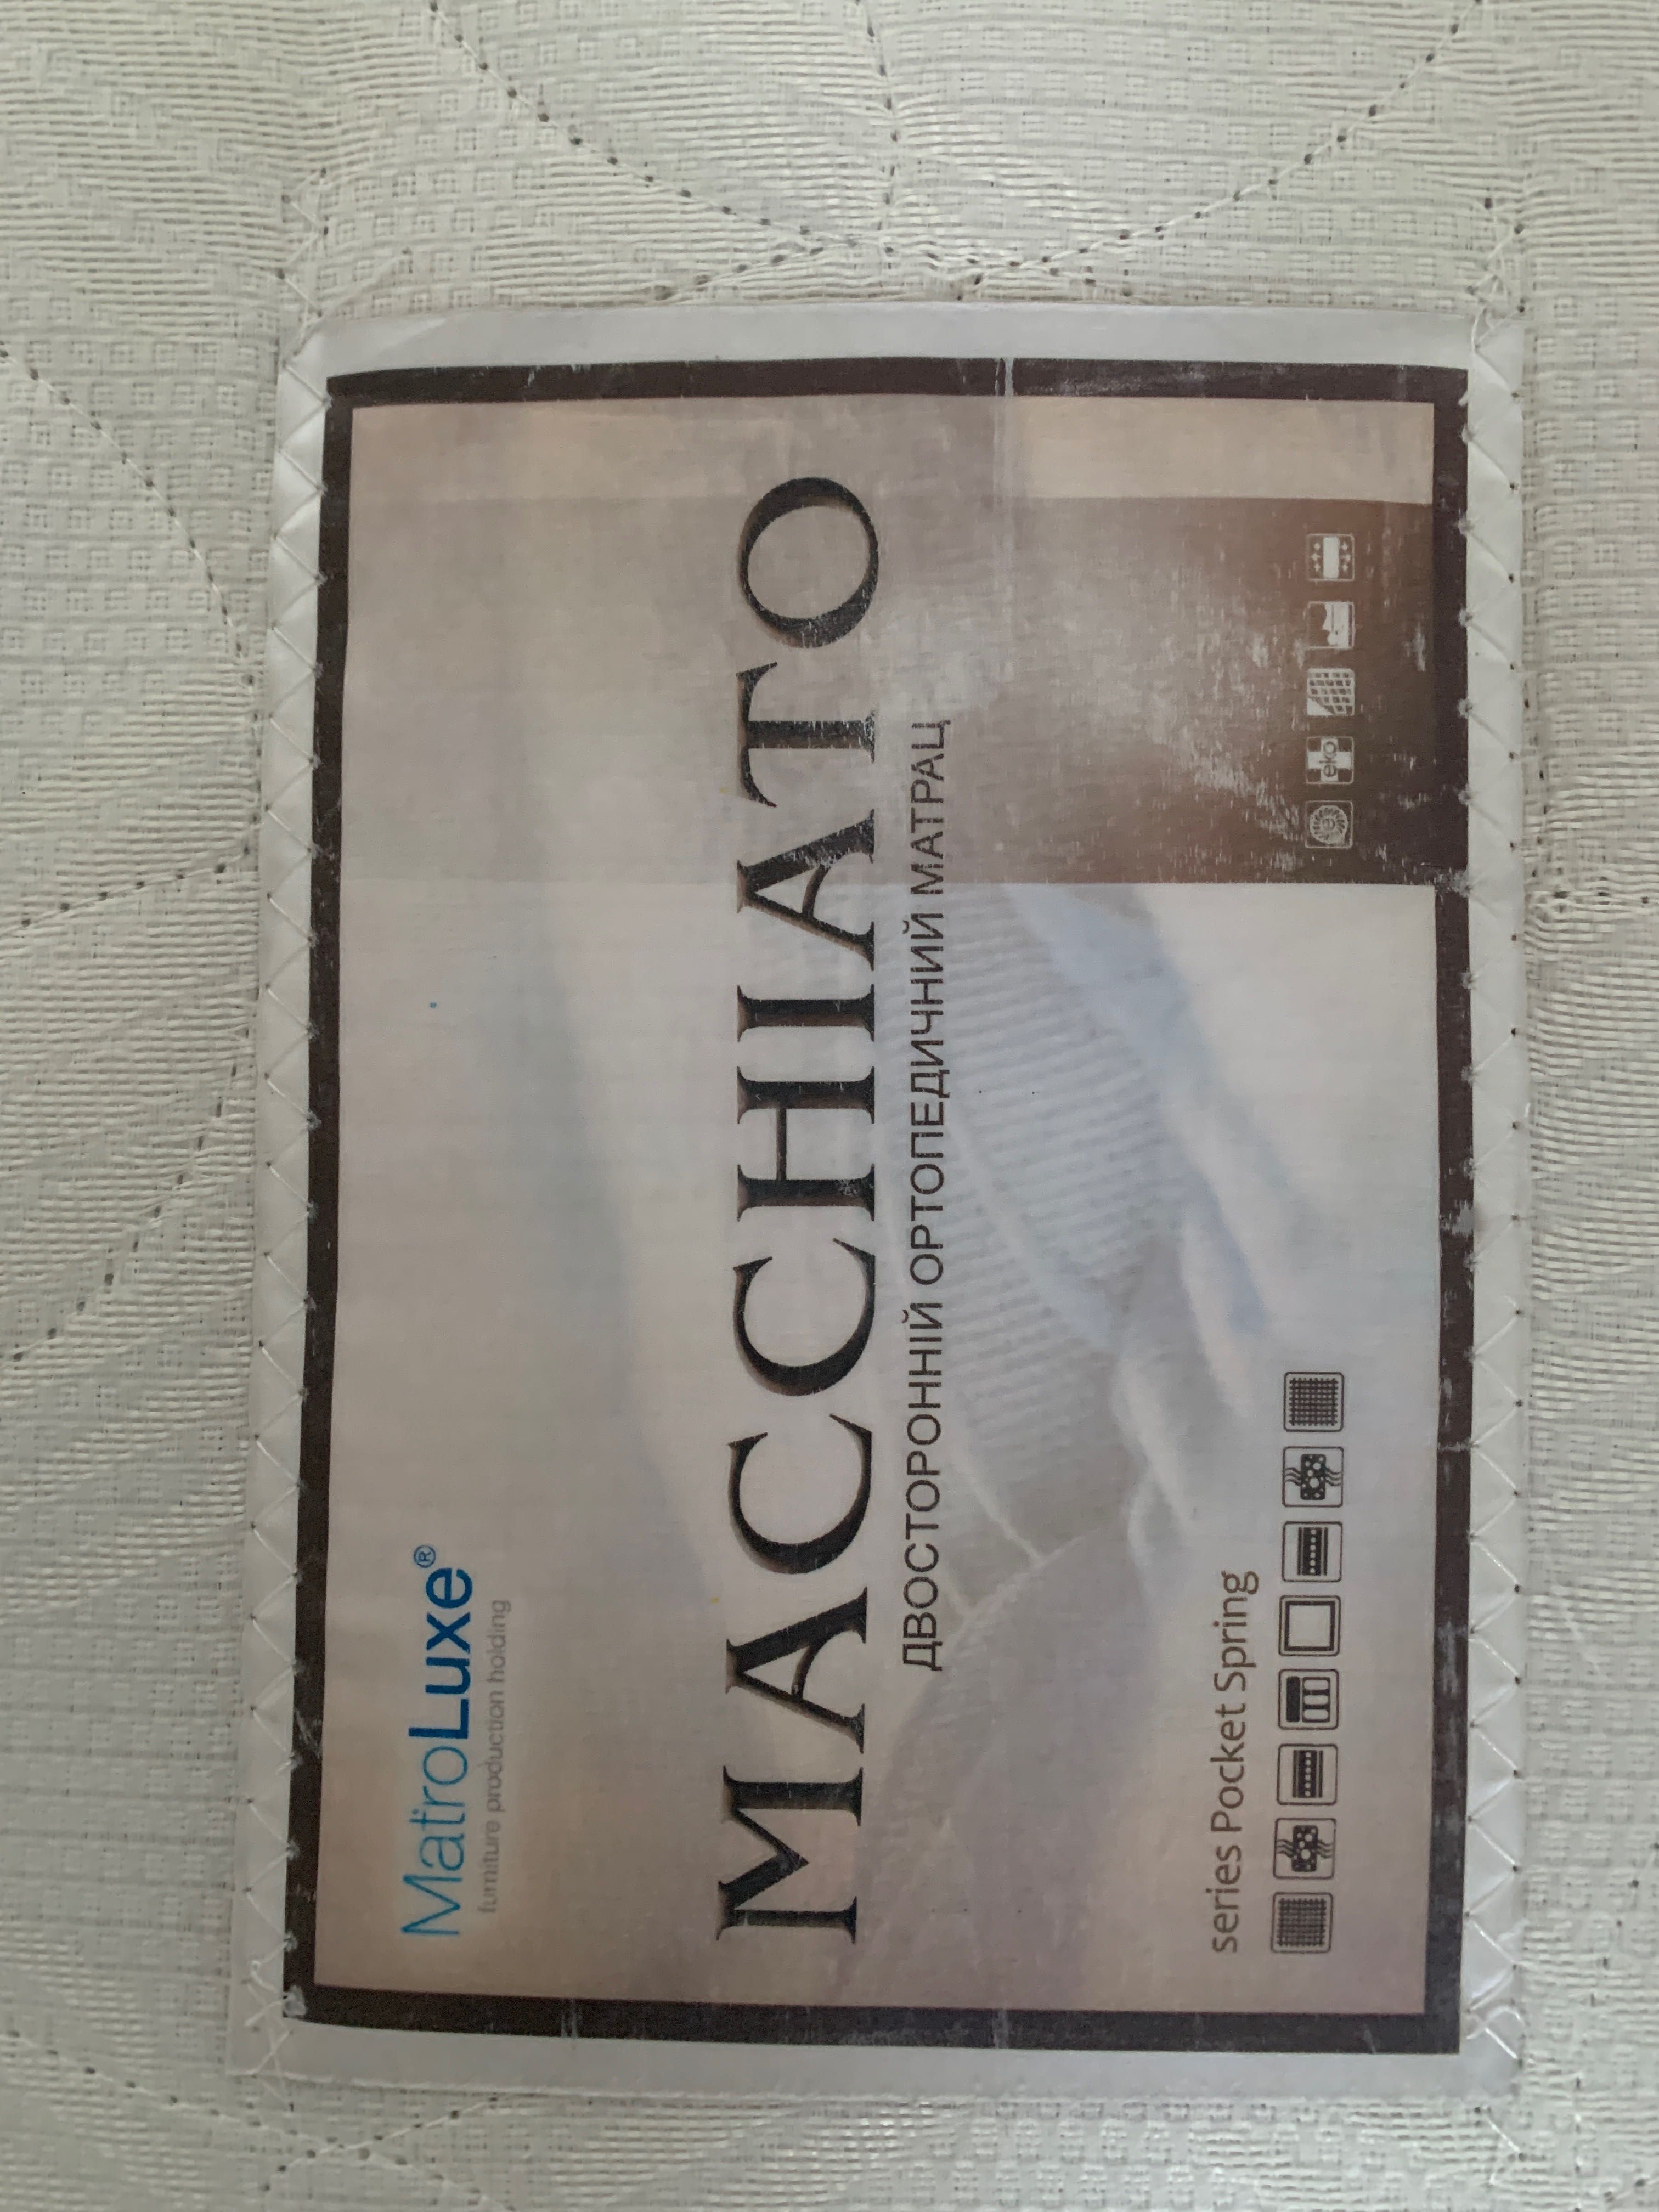 MatroLuxe®
furniture production holding
MACCHIATO
ДВОСТОРОННІЙ ОРТОПЕДИЧНИЙ МАТРАЦ
series Pocket Spring
eko